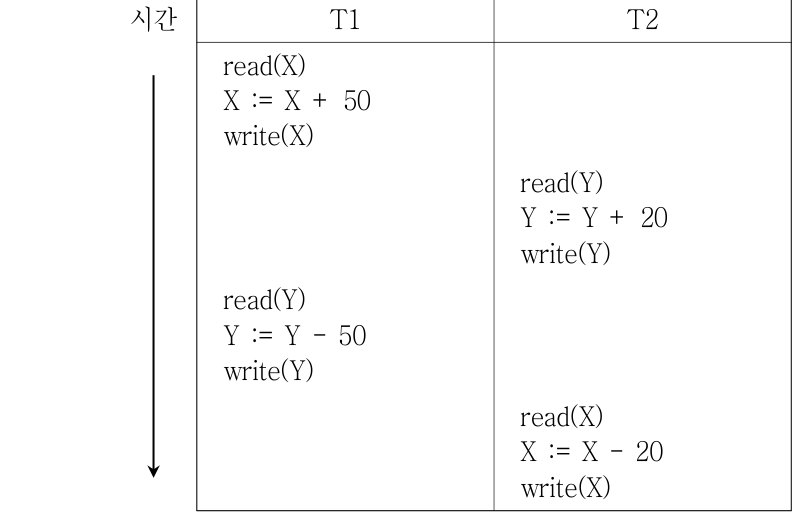 시간 T1 T2
read(X)
X := X + 50
write(X)
read(Y)
Y := Y + 20
write(Y)
read(Y)
Y := Y - 50
write(Y)
read(X)
X := X - 20
write(X)